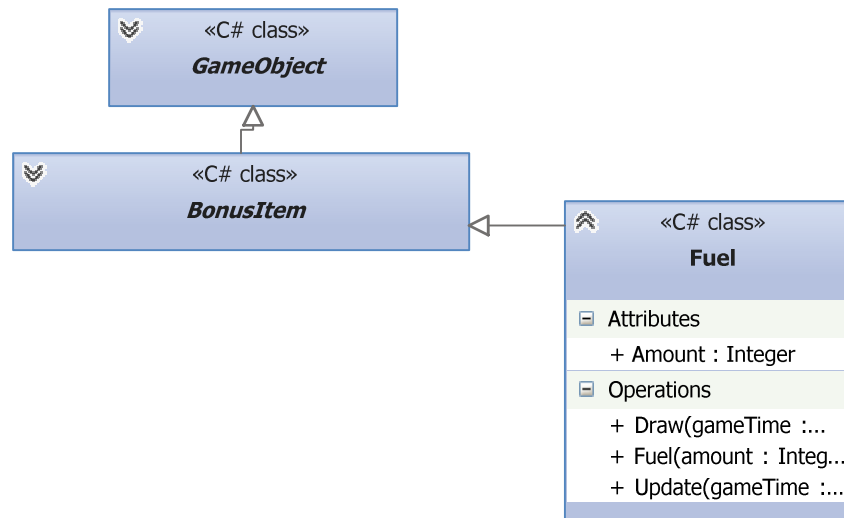 «C# class»
GameObject
«C# class»
BonusItem
«C# class»
Fuel
Attributes
+ Amount : Integer
Operations
+ Draw(gameTime :...
+ Fuel(amount : Integ...
+ Update(gameTime :...